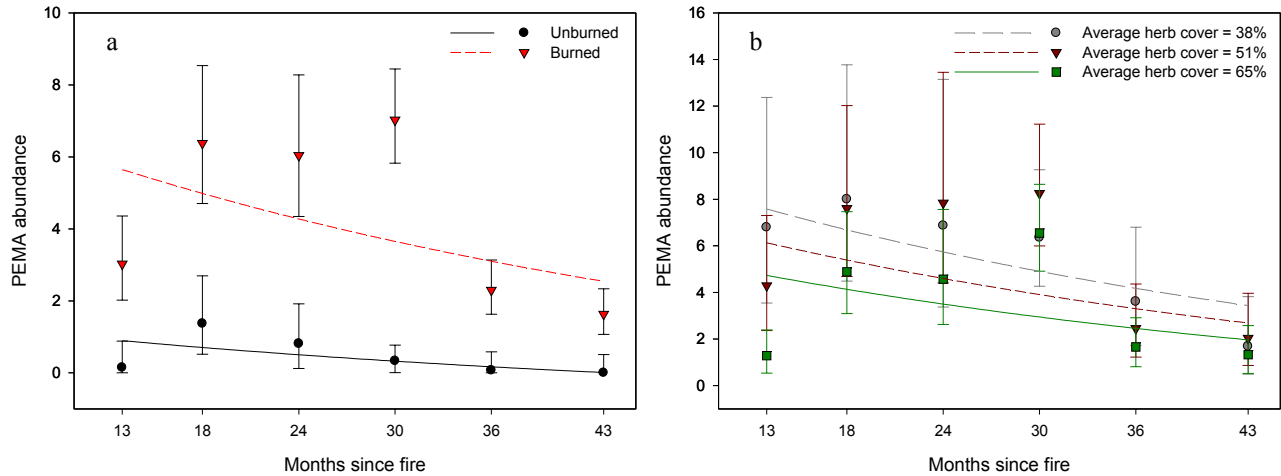 a
Unburned
Burned
PEMA abundance
10
8
6
4
2
0
13 18 24 30 36 43
Months since fire
b
Average herb cover = 38%
Average herb cover = 51%
Average herb cover = 65%
PEMA abundance
16
14
12
10
8
6
4
2
0
13 18 24 30 36 43
Months since fire